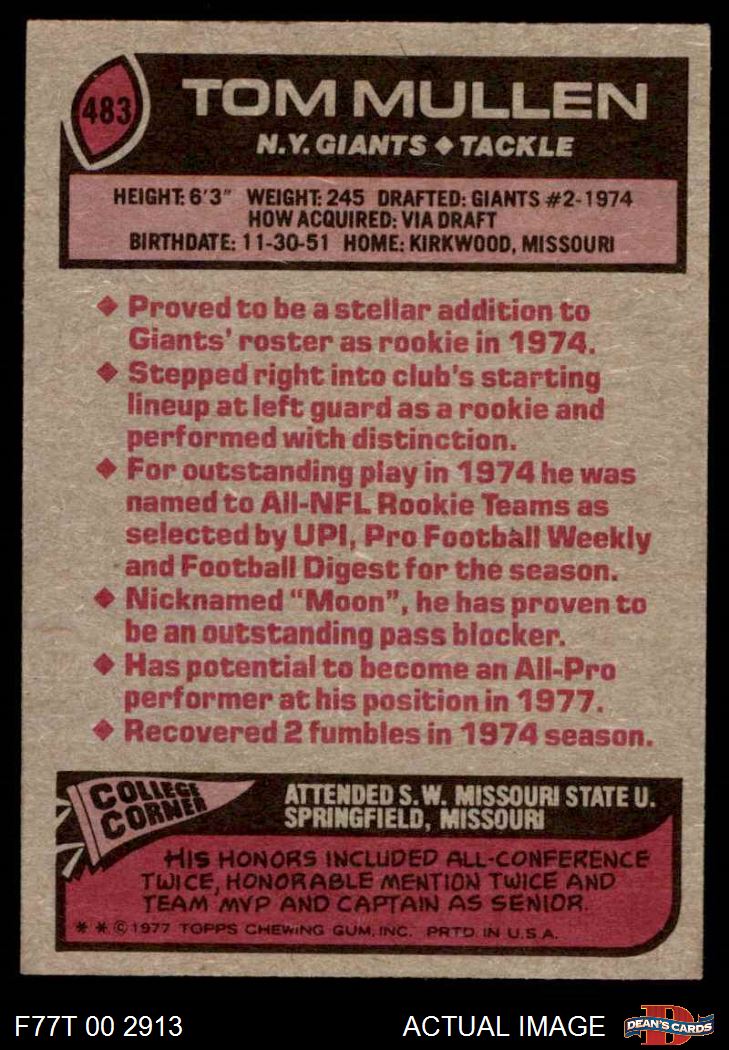 483
TOM MULLEN
N.Y. GIANTS ◆ TACKLE
HEIGHT: 6'3" WEIGHT: 245 DRAFTED: GIANTS #2-1974
HOW ACQUIRED: VIA DRAFT
BIRTHDATE: 11-30-51 HOME: KIRKWOOD, MISSOURI
◆ Proved to be a stellar addition to
Giants' roster as rookie in 1974.
◆ Stepped right into club's starting
lineup at left guard as a rookie and
performed with distinction.
◆ For outstanding play in 1974 he was
named to All-NFL Rookie Teams as
selected by UPI, Pro Football Weekly
and Football Digest for the season.
◆ Nicknamed "Moon", he has proven to
be an outstanding pass blocker.
◆ Has potential to become an All-Pro
performer at his position in 1977.
◆ Recovered 2 fumbles in 1974 season.
COLLEGE
CORNER
ATTENDED S.W. MISSOURI STATE U.
SPRINGFIELD, MISSOURI
HIS HONORS INCLUDED ALL-CONFERENCE
TWICE, HONORABLE MENTION TWICE AND
TEAM MVP AND CAPTAIN AS SENIOR.
* * © 1977 TOPPS CHEWING GUM, INC. PRTD. IN U.S.A.
F77T 00 2913
ACTUAL IMAGE
D
DEAN'S CARDS